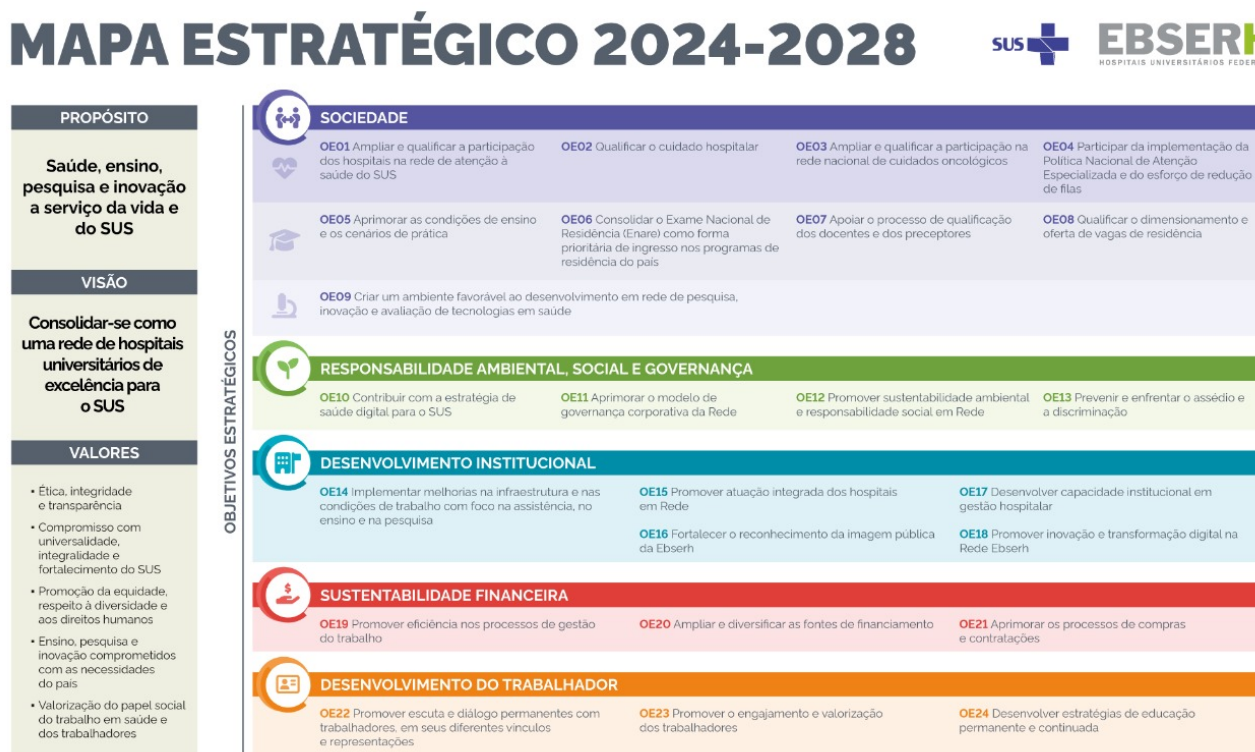 MAPA ESTRATÉGICO 2024-2028
SUS
EBSERH
HOSPITAIS UNIVERSITÁRIOS
PROPÓSITO
Saúde, ensino,
pesquisa e inovação
a serviço da vida e
do SUS
VISÃO
Consolidar-se como
uma rede de hospitais
universitários de
excelência para
o SUS
VALORES
▪ Ética, integridade
e transparência
▪ Compromisso com
universalidade,
integralidade e
fortalecimento do SUS
▪ Promoção da equidade,
respeito à diversidade e
aos direitos humanos
▪ Ensino, pesquisa e
inovação comprometidos
com as necessidades
do país
▪ Valorização do papel social
do trabalho em saúde e
dos trabalhadores
OBJETIVOS ESTRATÉGICOS
SOCIEDADE
OE01 Ampliar e qualificar a participação
dos hospitais na rede de atenção à
saúde do SUS
OE02 Qualificar o cuidado hospitalar
OE03 Ampliar e qualificar a participação na
rede nacional de cuidados oncológicos
OE04 Participar da implementação da
Política Nacional de Atenção
Especializada e do esforço de redução
de filas
OE05 Aprimorar as condições de ensino
e os cenários de prática
OE06 Consolidar o Exame Nacional de
Residência (Enare) como forma
prioritária de ingresso nos programas de
residência do país
OE07 Apoiar o processo de qualificação
dos docentes e dos preceptores
OE08 Qualificar o dimensionamento e
oferta de vagas de residência
OE09 Criar um ambiente favorável ao desenvolvimento em rede de pesquisa,
inovação e avaliação de tecnologias em saúde
RESPONSABILIDADE AMBIENTAL, SOCIAL E GOVERNANÇA
OE10 Contribuir com a estratégia de
saúde digital para o SUS
OE11 Aprimorar o modelo de
governança corporativa da Rede
OE12 Promover sustentabilidade ambiental
e responsabilidade social em Rede
OE13 Prevenir e enfrentar o assédio e
a discriminação
DESENVOLVIMENTO INSTITUCIONAL
OE14 Implementar melhorias na infraestrutura e nas
condições de trabalho com foco na assistência, no
ensino e na pesquisa
OE15 Promover atuação integrada dos hospitais
em Rede
OE16 Fortalecer o reconhecimento da imagem pública
da Ebserh
OE17 Desenvolver capacidade institucional em
gestão hospitalar
OE18 Promover inovação e transformação digital na
Rede Ebserh
SUSTENTABILIDADE FINANCEIRA
OE19 Promover eficiência nos processos de gestão
do trabalho
OE20 Ampliar e diversificar as fontes de financiamento
OE21 Aprimorar os processos de compras
e contratações
DESENVOLVIMENTO DO TRABALHADOR
OE22 Promover escuta e diálogo permanentes com
trabalhadores, em seus diferentes vínculos
e representações
OE23 Promover o engajamento e valorização
dos trabalhadores
OE24 Desenvolver estratégias de educação
permanente e continuada